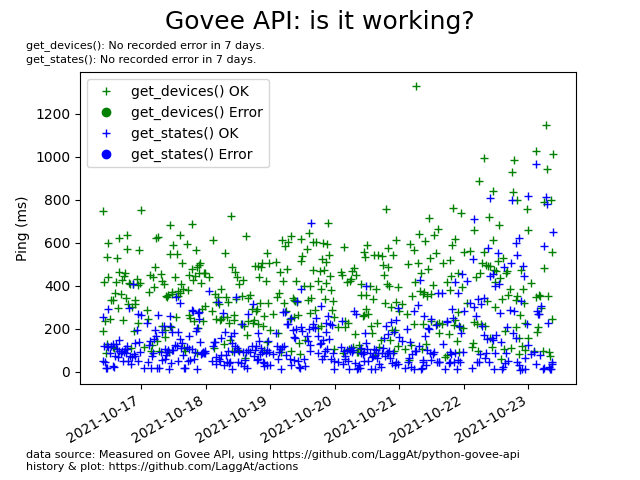 Govee API: is it working?
get_devices(): No recorded error in 7 days.
get_states(): No recorded error in 7 days.
get_devices() OK
get_devices() Error
get_states() OK
get_states() Error
Ping (ms)
1200
1000
800
600
400
200
0
2021-10-17
2021-10-18
2021-10-19
2021-10-20
2021-10-21
2021-10-22
2021-10-23
data source: Measured on Govee API, using https://github.com/LaggAt/python-govee-api
history & plot: https://github.com/LaggAt/actions